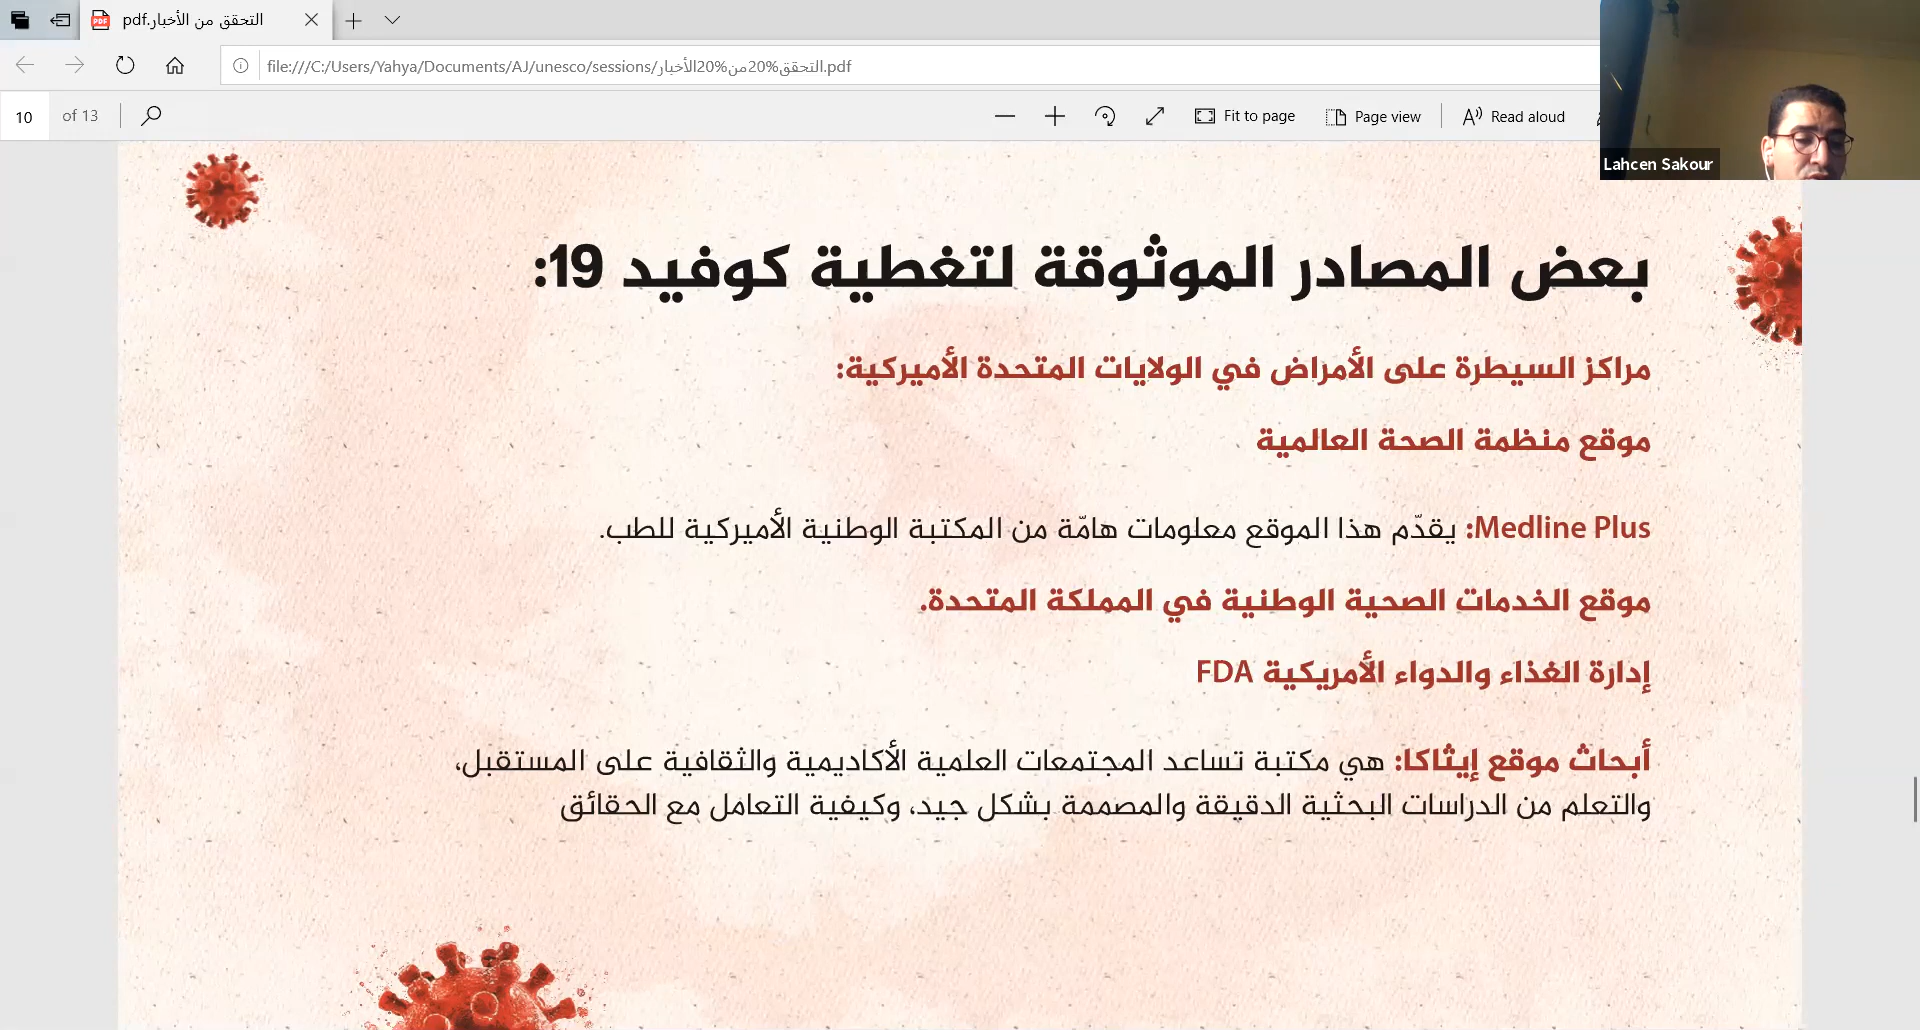 التحقق من الأخبار.pdf
file:///C:/Users/Yahya/Documents/AJ/unesco/sessions/التحقق%20من%20الأخبار.pdf
10 of 13
Fit to page
Page view
Read aloud
Lahcen Sakour
بعض المصادر الموثوقة لتغطية كوفيد 19:
مراكز السيطرة على الأمراض في الولايات المتحدة الأميركية:
موقع منظمة الصحة العالمية
Medline Plus: يقدّم هذا الموقع معلومات هامّة من المكتبة الوطنية الأميركية للطب.
موقع الخدمات الصحية الوطنية في المملكة المتحدة.
إدارة الغذاء والدواء الأمريكية FDA
أبحاث موقع إيثاكا: هي مكتبة تساعد المجتمعات العلمية الأكاديمية والثقافية على المستقبل،
والتعلم من الدراسات البحثية الدقيقة والمصممة بشكل جيد، وكيفية التعامل مع الحقائق